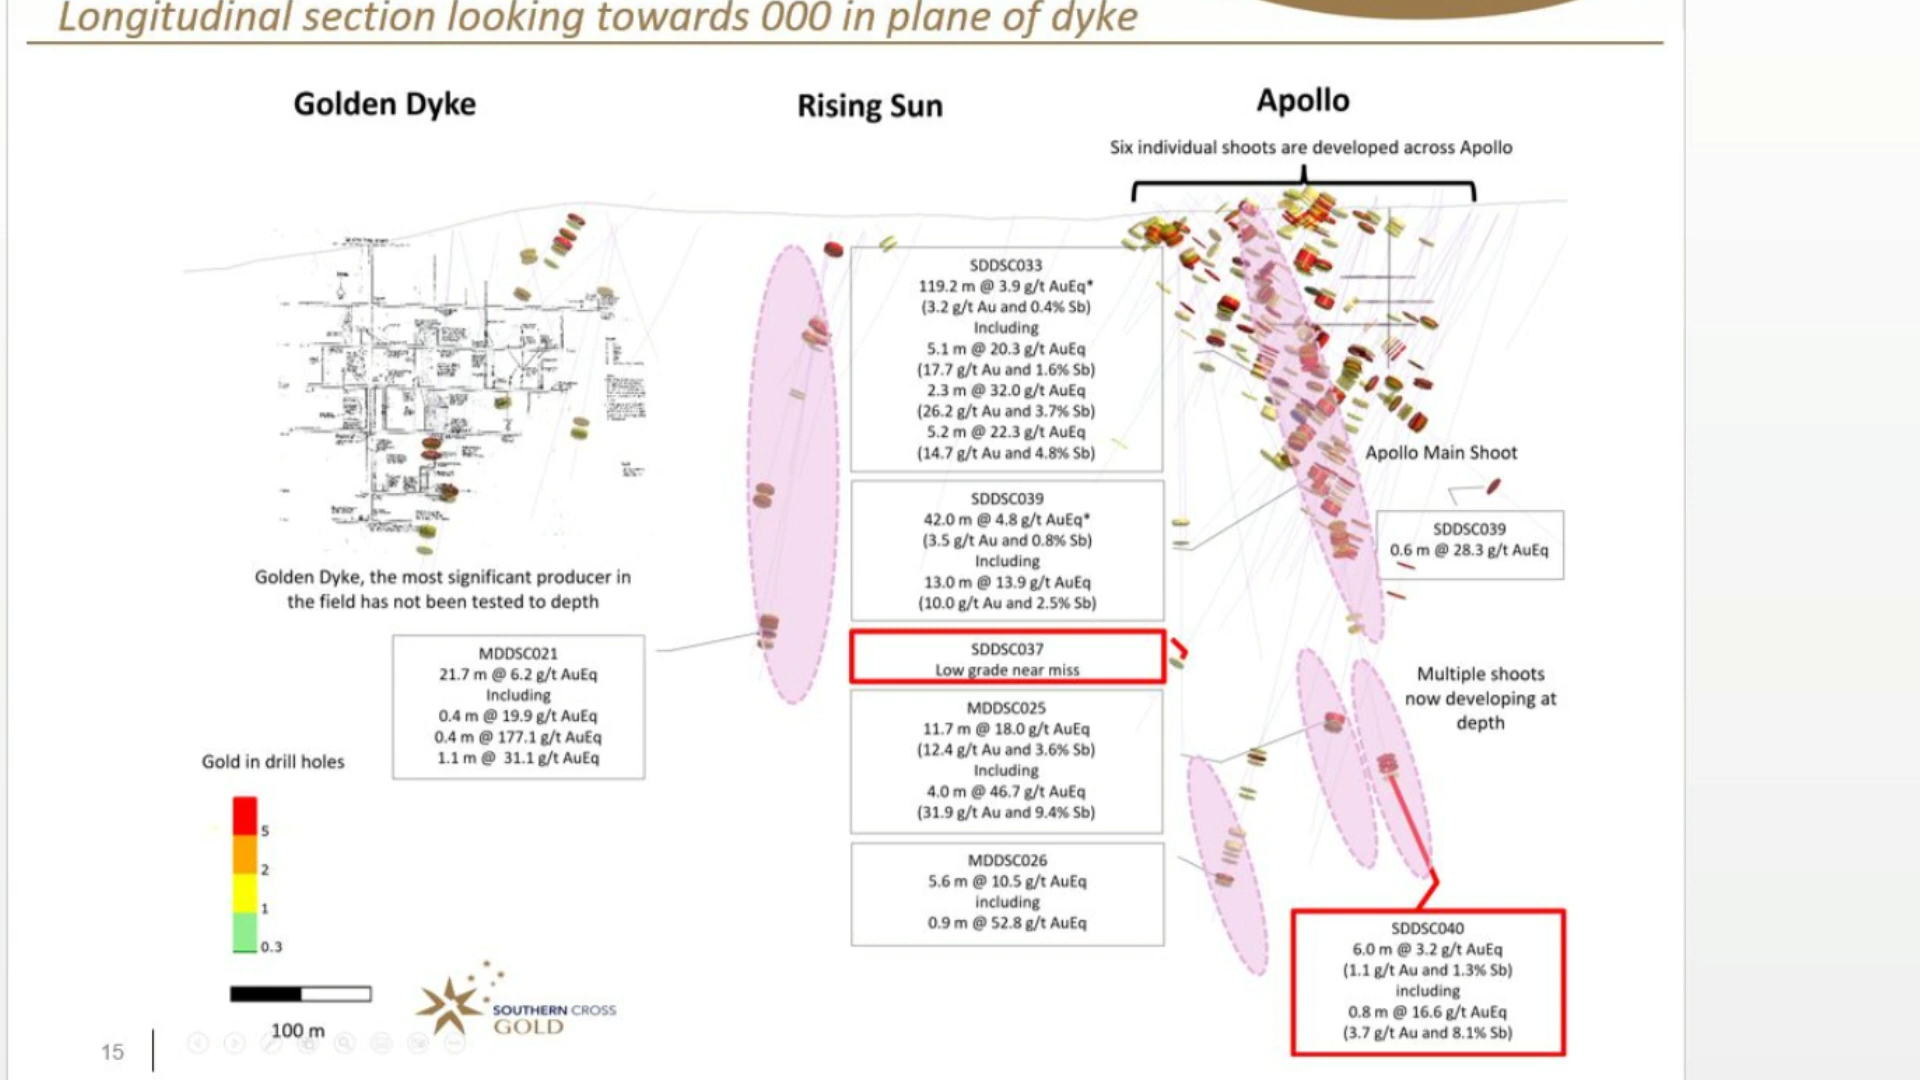 Longitudinal section looking towards 000 in plane of dyke
Golden Dyke
Rising Sun
Apollo
Six individual shoots are developed across Apollo
SDDSC033
119.2 m @ 3.9 g/t AuEq*
(3.2 g/t Au and 0.4% Sb)
Including
5.1 m @ 20.3 g/t AuEq
(17.7 g/t Au and 1.6% Sb)
2.3 m @ 32.0 g/t AuEq
(26.2 g/t Au and 3.7% Sb)
5.2 m @ 22.3 g/t AuEq
(14.7 g/t Au and 4.8% Sb)
Apollo Main Shoot
SDDSC039
42.0 m @ 4.8 g/t AuEq*
(3.5 g/t Au and 0.8% Sb)
Including
13.0 m @ 13.9 g/t AuEq
(10.0 g/t Au and 2.5% Sb)
SDDSC039
0.6 m @ 28.3 g/t AuEq
Golden Dyke, the most significant producer in
the field has not been tested to depth
MDDSC021
21.7 m @ 6.2 g/t AuEq
Including
0.4 m @ 19.9 g/t AuEq
0.4 m @ 177.1 g/t AuEq
1.1 m @ 31.1 g/t AuEq
SDDSC037
Low grade near miss
Multiple shoots
now developing at
depth
MDDSC025
11.7 m @ 18.0 g/t AuEq
(12.4 g/t Au and 3.6% Sb)
Including
4.0 m @ 46.7 g/t AuEq
(31.9 g/t Au and 9.4% Sb)
MDDSC026
5.6 m @ 10.5 g/t AuEq
including
0.9 m @ 52.8 g/t AuEq
SDDSC040
6.0 m @ 3.2 g/t AuEq
(1.1 g/t Au and 1.3% Sb)
including
0.8 m @ 16.6 g/t AuEq
(3.7 g/t Au and 8.1% Sb)
Gold in drill holes
5
2
1
0.3
100 m
SOUTHERN CROSS
GOLD
15